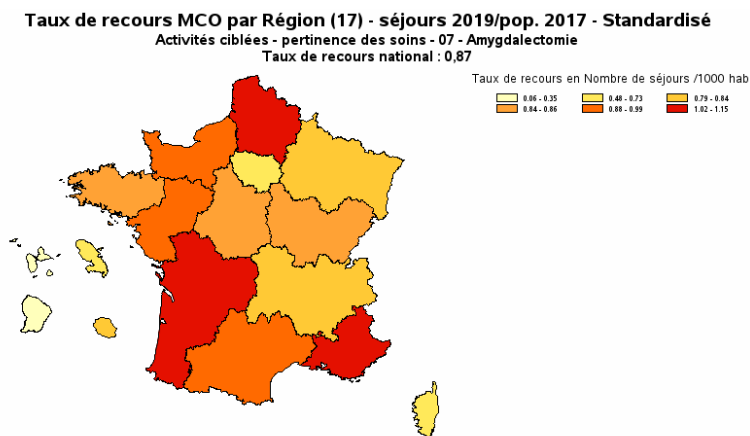 Taux de recours MCO par Région (17) - séjours 2019/pop. 2017 - Standardisé
Activités ciblées - pertinence des soins - 07 - Amygdalectomie
Taux de recours national : 0,87
Taux de recours en Nombre de séjours /1000 hab
0.06 - 0.35 0.48 - 0.73 0.79 - 0.84
0.84 - 0.86 0.88 - 0.99 1.02 - 1.15